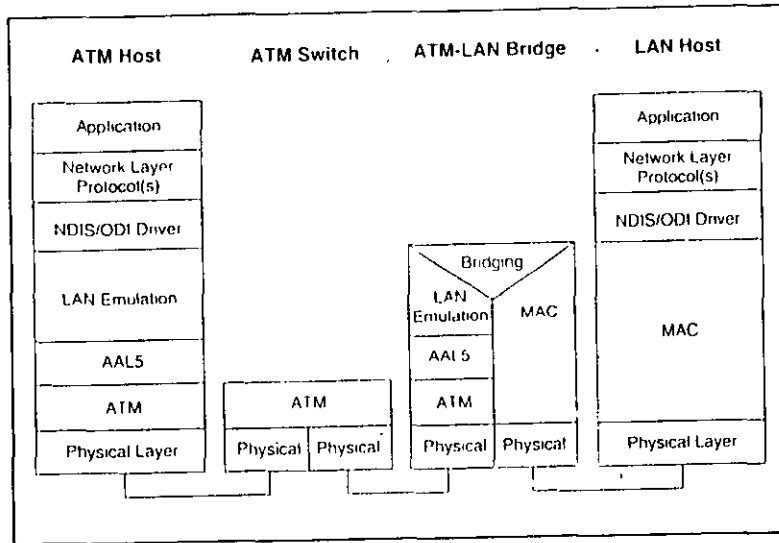 ATM Host
ATM Switch
ATM-LAN Bridge
LAN Host
Application
Network Layer
Protocol(s)
NDIS/ODI Driver
LAN Emulation
AAL5
ATM
Physical Layer
ATM
Physical
Physical
Bridging
LAN
Emulation
MAC
AAL5
ATM
Physical
Physical
Application
Network Layer
Protocol(s)
NDIS/ODI Driver
MAC
Physical Layer